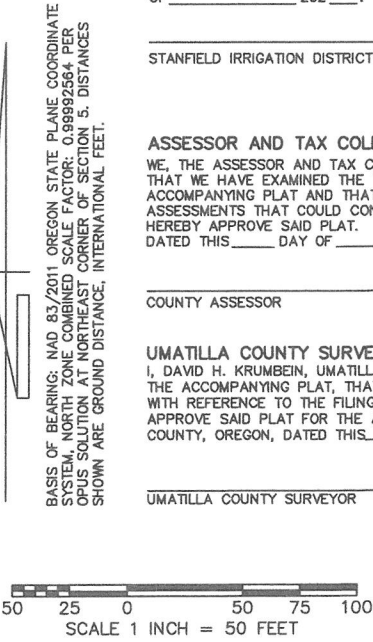 BASIS OF BEARING: NAD 83/2011 OREGON STATE PLANE COORDINATE
SYSTEM, NORTH ZONE COMBINED SCALE FACTOR: 0.99992564 PER
OPUS SOLUTION AT NORTHEAST CORNER OF SECTION 5. DISTANCES
SHOWN ARE GROUND DISTANCE, INTERNATIONAL FEET.
STANFIELD IRRIGATION DISTRICT
ASSESSOR AND TAX COL
WE, THE ASSESSOR AND TAX C
THAT WE HAVE EXAMINED THE
ACCOMPANYING PLAT AND THAT
ASSESSMENTS THAT COULD CON
HEREBY APPROVE SAID PLAT.
DATED THIS_____ DAY OF _____
COUNTY ASSESSOR
UMATILLA COUNTY SURVE
I, DAVID H. KRUMBEIN, UMATILL
THE ACCOMPANYING PLAT, THA
WITH REFERENCE TO THE FILING
APPROVE SAID PLAT FOR THE
COUNTY, OREGON, DATED THIS_
UMATILLA COUNTY SURVEYOR
50 25 0 50 75 100
SCALE 1 INCH = 50 FEET